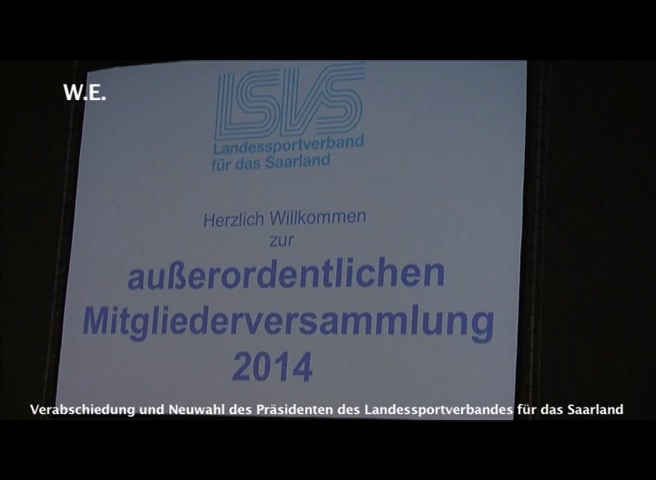 W.E.
LSVS
Landessportverband
für das Saarland
Herzlich Willkommen
zur
außerordentlichen
Mitgliederversammlung
2014
Verabschiedung und Neuwahl des Präsidenten des Landessportverbandes für das Saarland